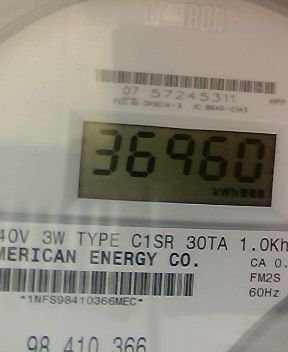 CENTRON
07 57245311
36960
kWh
40V 3W TYPE C1SR 30TA 1.0Kh
MERICAN ENERGY CO.
CA 0.
FM2S
60Hz
*1NFS98410366MEC*
98 410 366